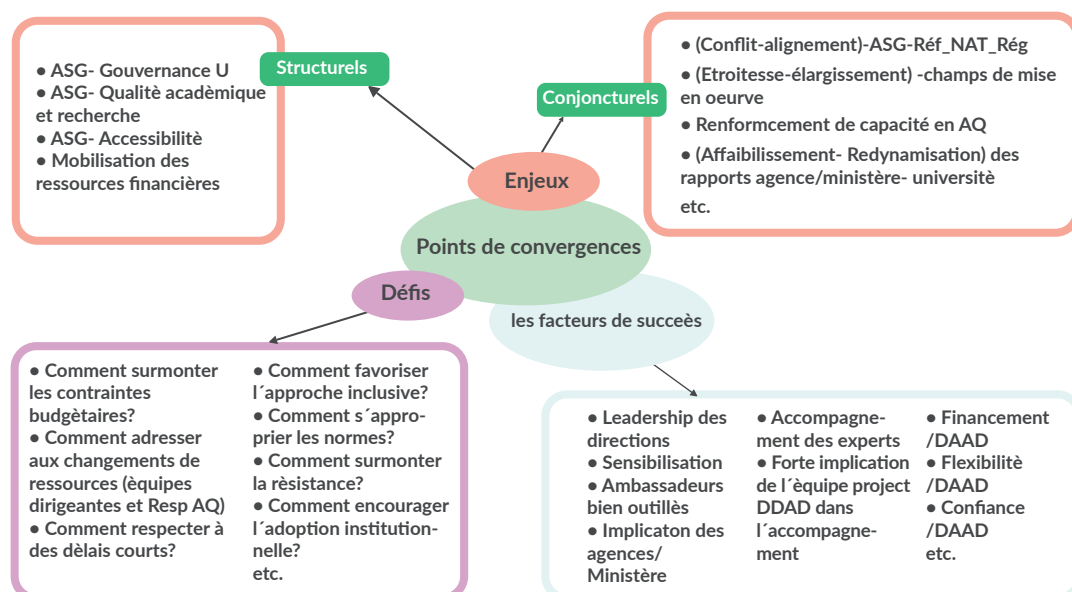 Structurels
● ASG- Gouvernance U
● ASG- Qualitè acadèmique
et recherche
● ASG- Accessibilitè
● Mobilisation des
ressources financières
Conjoncturels
● (Conflit-alignement)-ASG-Réf_NAT_Rég
● (Etroitesse-élargissement) -champs de mise
en oeurve
● Renformcement de capacité en AQ
● (Affaibilissement- Redynamisation) des
rapports agence/ministère- universitè
etc.
Enjeux
Points de convergences
Défis
les facteurs de succeès
● Comment surmonter
les contraintes
budgètaires?
● Comment adresser
aux changements de
ressources (èquipes
dirigeantes et Resp AQ)
● Comment respecter à
des dèlais courts?
● Comment favoriser
l´approche inclusive?
● Comment s´appro-
prier les normes?
● Comment surmonter
la rèsistance?
● Comment encourager
l´adoption institution-
nelle?
etc.
● Leadership des
directions
● Sensibilisation
● Ambassadeurs
bien outillès
● Implicaton des
agences/
Ministère
● Accompagne-
ment des experts
● Forte implication
de l´èquipe project
DDAD dans
l´accompagne-
ment
● Financement
/DAAD
● Flexibilitè
/DAAD
● Confiance
/DAAD
etc.